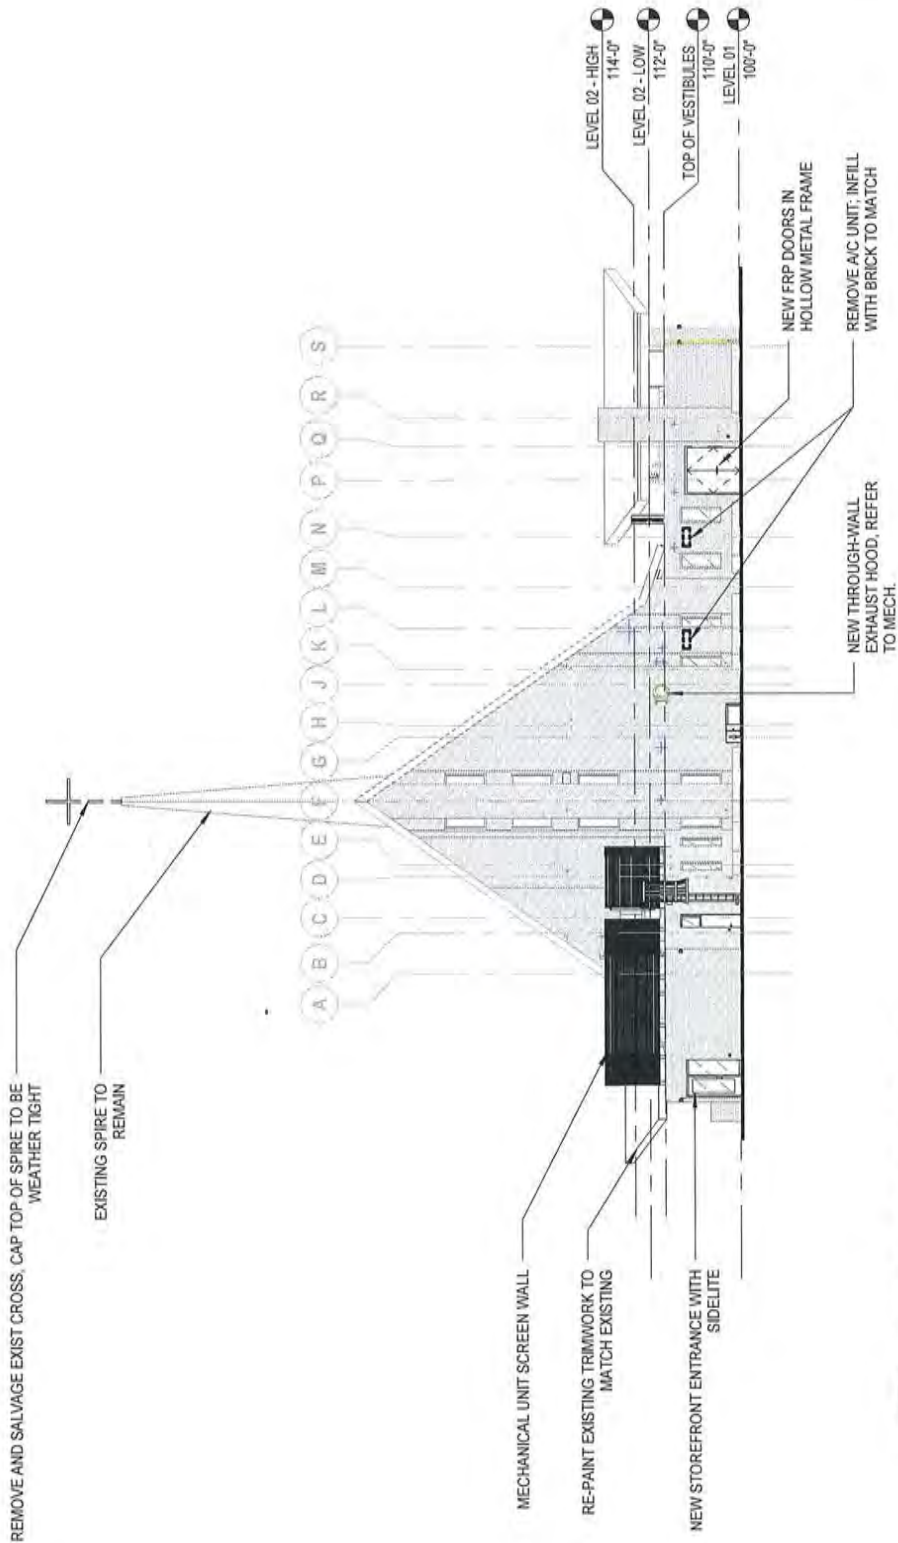 REMOVE AND SALVAGE EXIST CROSS, CAP TOP OF SPIRE TO BE
WEATHER TIGHT
EXISTING SPIRE TO
REMAIN
A
B
C
D
E
F
G
H
J
K
L
M
N
P
Q
R
S
MECHANICAL UNIT SCREEN WALL
RE-PAINT EXISTING TRIMWORK TO
MATCH EXISTING
NEW STOREFRONT ENTRANCE WITH
SIDELITE
LEVEL 02 - HIGH
114'-0"
LEVEL 02 - LOW
112'-0"
TOP OF VESTIBULES
110'-0"
LEVEL 01
100'-0"
NEW FRP DOORS IN
HOLLOW METAL FRAME
REMOVE A/C UNIT; INFILL
WITH BRICK TO MATCH
NEW THROUGH-WALL
EXHAUST HOOD, REFER
TO MECH.